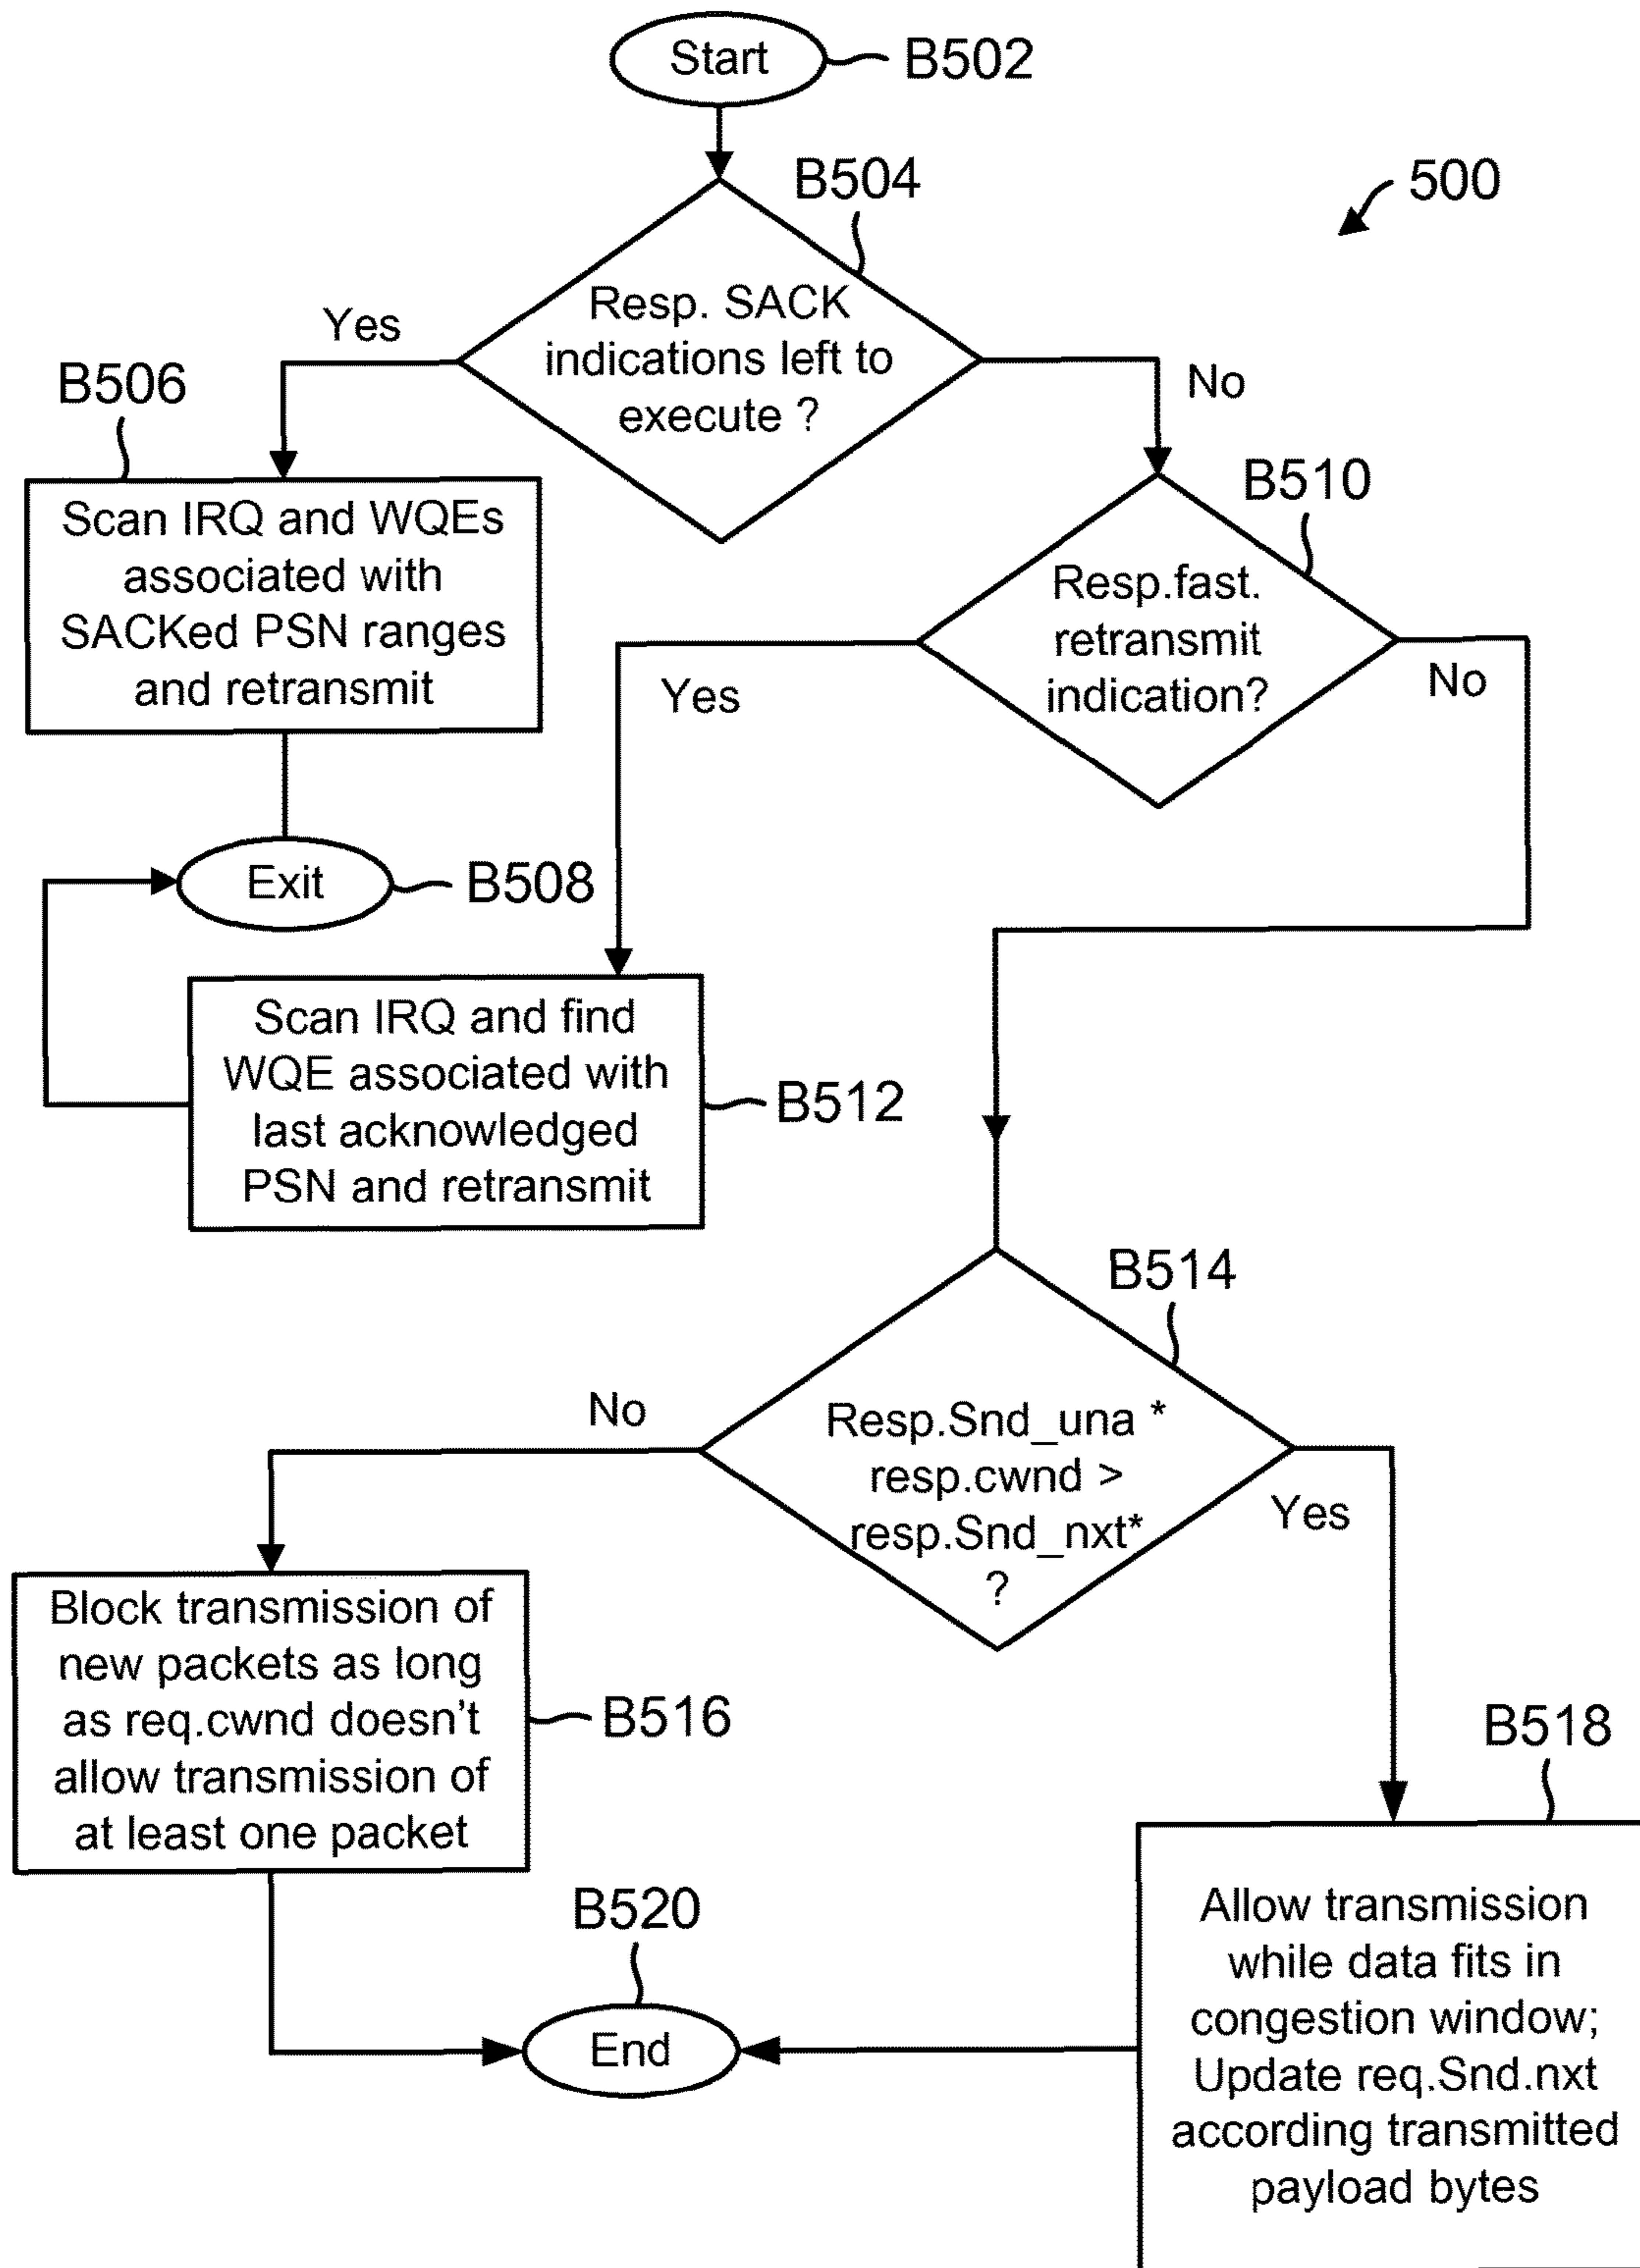 Start
B502
B504
500
Resp. SACK
indications left to
execute ?
Yes
No
B506
Scan IRQ and WQEs
associated with
SACKed PSN ranges
and retransmit
B510
Resp.fast.
retransmit
indication?
Yes
No
Exit
B508
Scan IRQ and find
WQE associated with
last acknowledged
PSN and retransmit
B512
B514
Resp.Snd_una *
resp.cwnd >
resp.Snd_nxt*
?
No
Yes
Block transmission of
new packets as long
as req.cwnd doesn't
allow transmission of
at least one packet
B516
B518
Allow transmission
while data fits in
congestion window;
Update req.Snd.nxt
according transmitted
payload bytes
B520
End